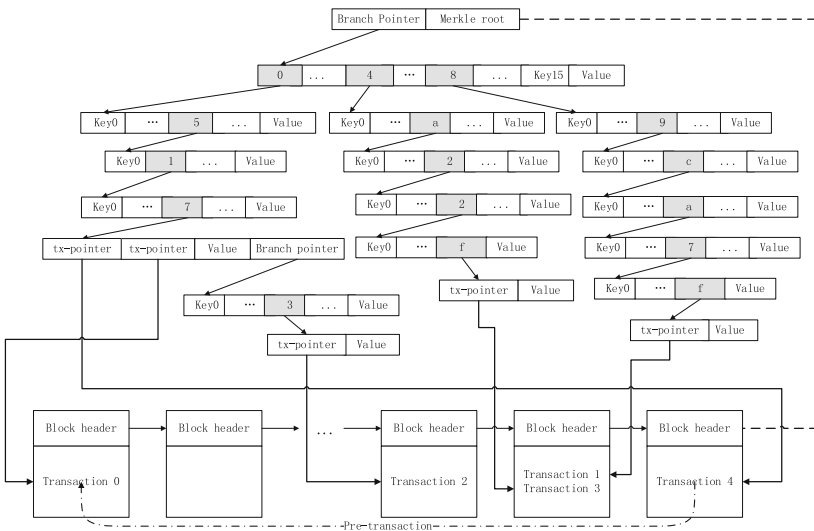 Branch Pointer Merkle root
0 ... 4 ··· 8 ... Key15 Value
Key0 ··· 5 ... Value
Key0 ··· a ... Value
Key0 ··· 9 ... Value
Key0 1 ... Value
Key0 ··· 2 ... Value
Key0 ··· c ... Value
Key0 ··· 7 ... Value
Key0 ··· 2 ... Value
Key0 ··· a ... Value
tx-pointer tx-pointer Value Branch pointer
Key0 ··· f Value
Key0 ··· 7 ... Value
Key0 ··· 3 ... Value
tx-pointer Value
Key0 ··· f Value
tx-pointer Value
tx-pointer Value
Block header Block header ... Block header Block header Block header
Transaction 0
Transaction 2
Transaction 1
Transaction 3
Transaction 4
Pre-transaction